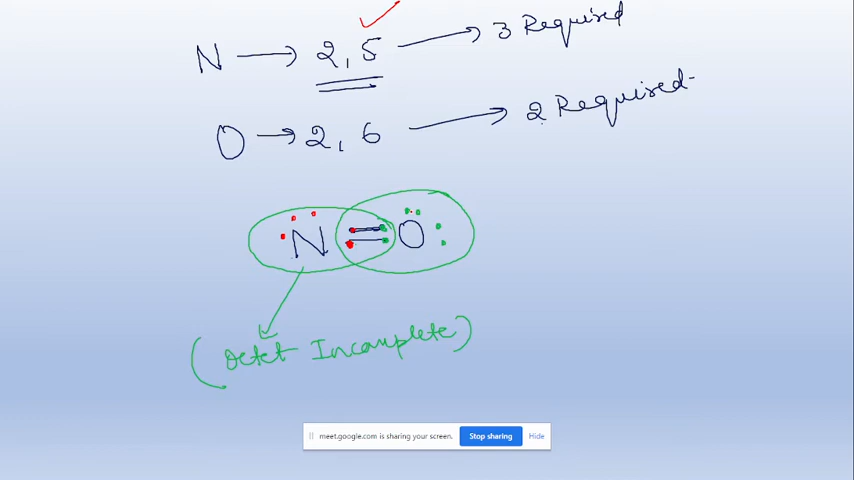 N → 2, 5 → 3 Required
O → 2, 6 → 2 Required
N = O
(Octet Incomplete)
meet.google.com is sharing your screen. Stop sharing Hide